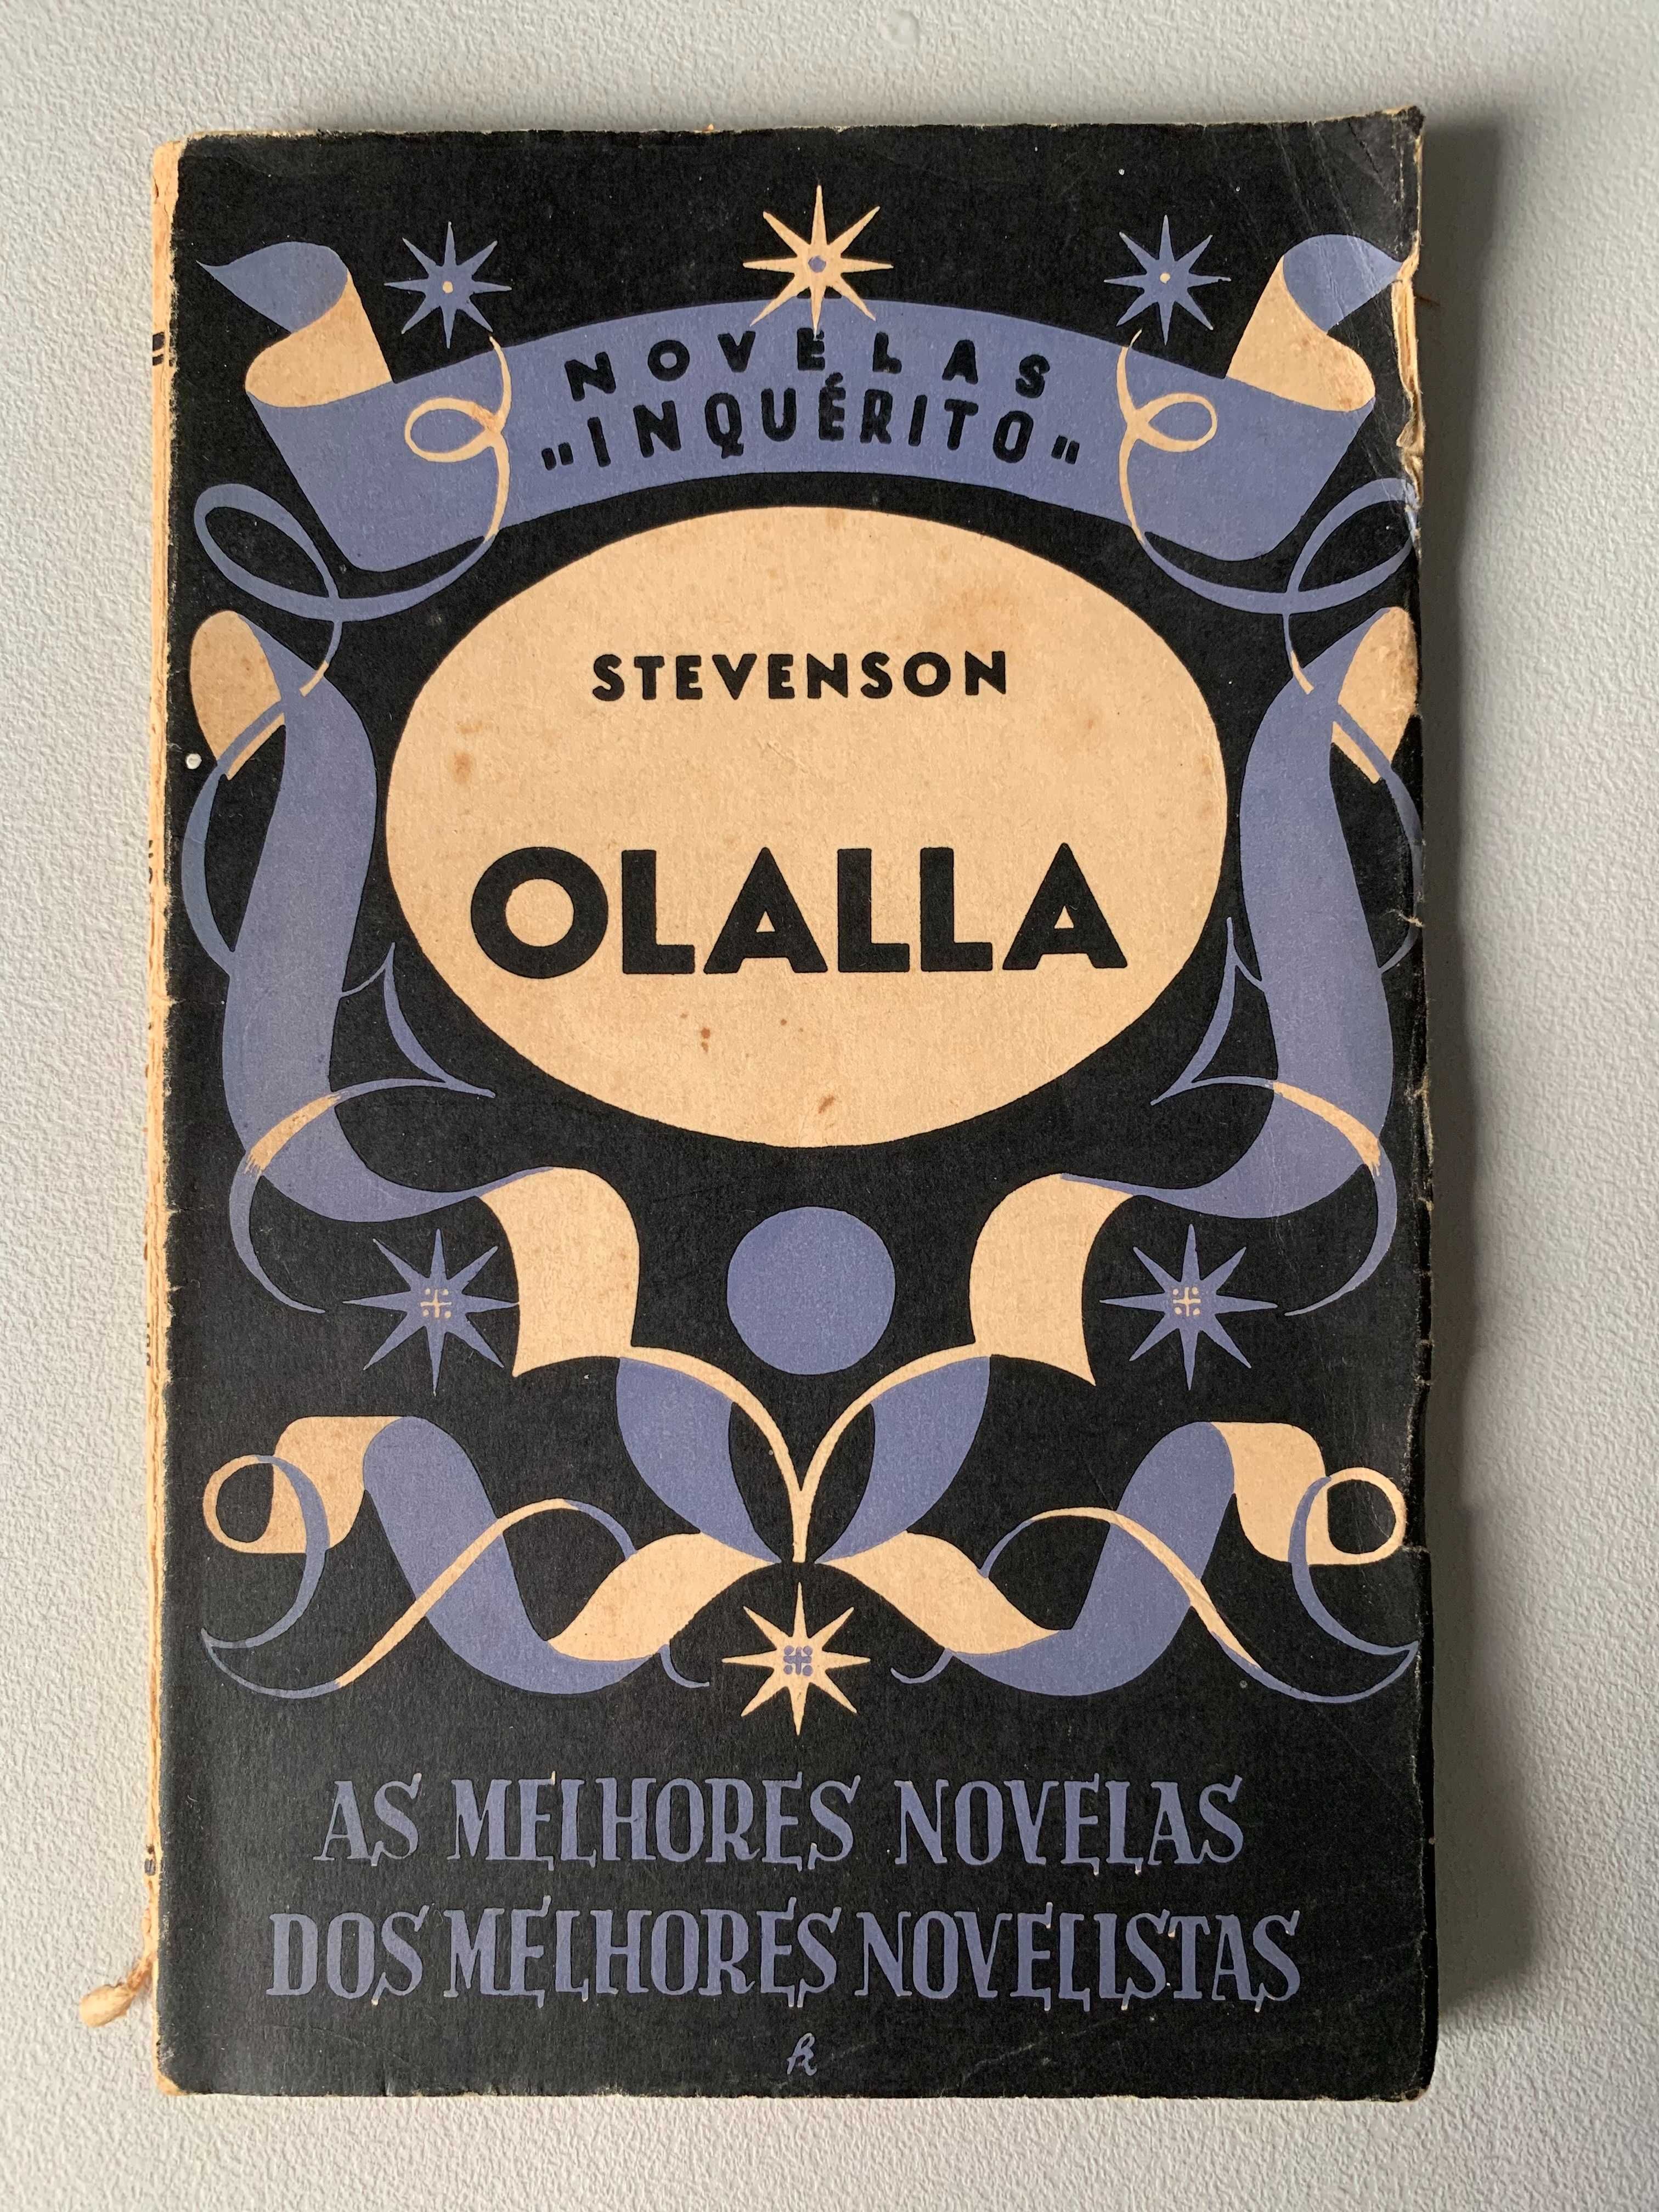 NOVELAS
"INQUÉRITO"
STEVENSON
OLALLA
AS MELHORES NOVELAS
DOS MELHORES NOVELISTAS